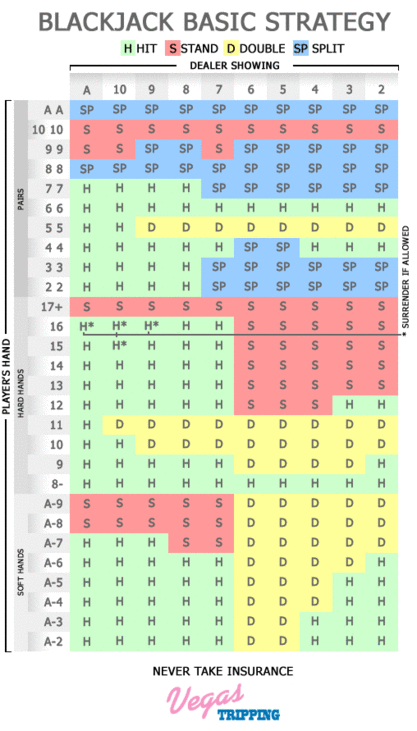 BLACKJACK BASIC STRATEGY
H HIT S STAND D DOUBLE SP SPLIT
DEALER SHOWING
A 10 9 8 7 6 5 4 3 2
PLAYER'S HAND
PAIRS
A A SP SP SP SP SP SP SP SP SP SP
10 10 S S S S S S S S S S
9 9 S S SP SP S SP SP SP SP SP
8 8 SP SP SP SP SP SP SP SP SP SP
7 7 H H H H SP SP SP SP SP SP
6 6 H H H H H H H H H H
5 5 H H D D D D D D D D
4 4 H H H H H SP SP H H H
3 3 H H H H SP SP SP SP SP SP
2 2 H H H H SP SP SP SP SP SP
HARD HANDS
17+ S S S S S S S S S S
16 H* H* H* H H S S S S S
15 H H* H H H S S S S S
14 H H H H H S S S S S
13 H H H H H S S S S S
12 H H H H H S S S H H
11 H D D D D D D D D D
10 H H D D D D D D D D
9 H H H H H D D D D H
8- H H H H H H H H H H
SOFT HANDS
A-9 S S S S S D D D D D
A-8 S S S S S D D D D D
A-7 H H H S S D D D D D
A-6 H H H H H D D D D H
A-5 H H H H H D D D H H
A-4 H H H H H D D D H H
A-3 H H H H H D D H H H
A-2 H H H H H D D H H H
* SURRENDER IF ALLOWED
NEVER TAKE INSURANCE
Vegas
TRIPPING